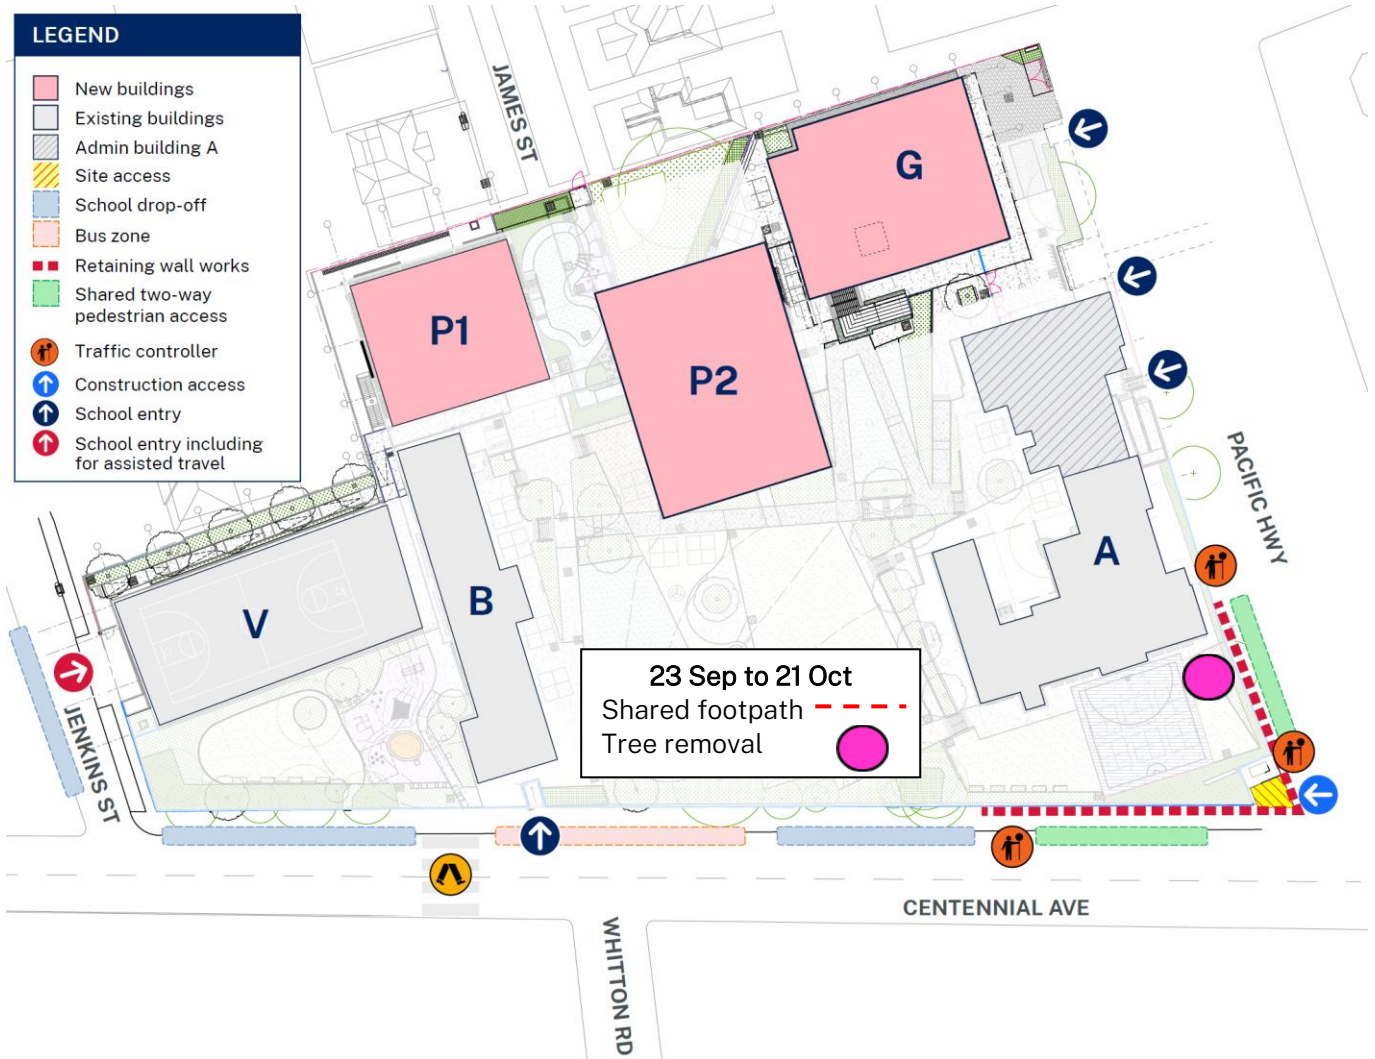 LEGEND
New buildings
Existing buildings
Admin building A
Site access
School drop-off
Bus zone
Retaining wall works
Shared two-way
pedestrian access
Traffic controller
Construction access
School entry
School entry including
for assisted travel
JAMES ST
G
P1
P2
PACIFIC HWY
A
B
V
23 Sep to 21 Oct
Shared footpath
Tree removal
JENKINS ST
CENTENNIAL AVE
WHITTON RD